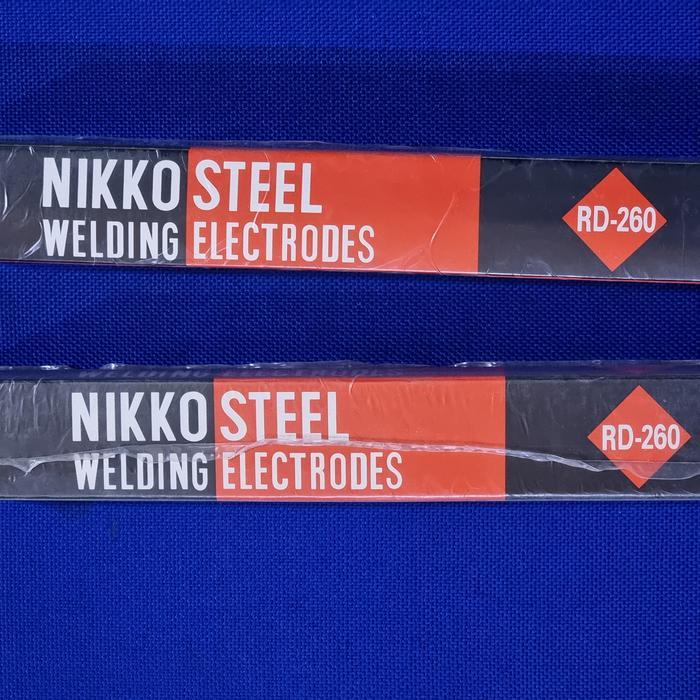 NIKKO STEEL
WELDING ELECTRODES
RD-260
NIKKO STEEL
WELDING ELECTRODES
RD-260